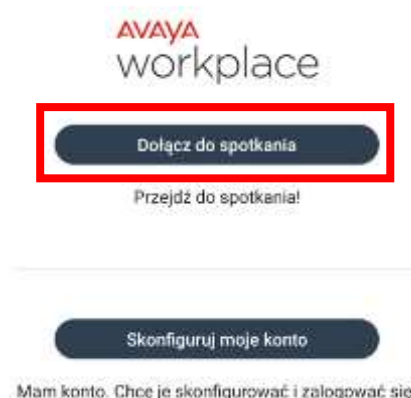 AVAYA
workplace
Dołącz do spotkania
Przejdź do spotkania!
Skonfiguruj moje konto
Mam konto. Chcę je skonfigurować i zalogować się